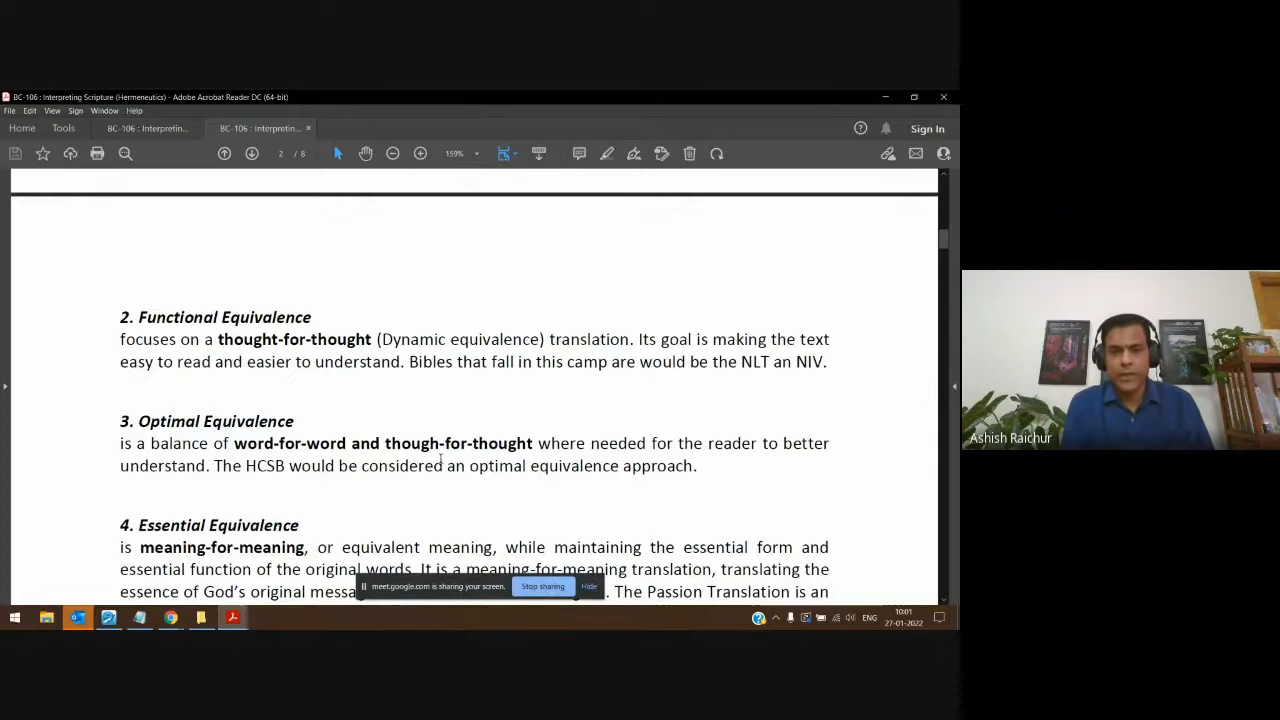 BC-106 : Interpreting Scripture (Hermeneutics) - Adobe Acrobat Reader DC (64-bit)
File Edit View Sign Window Help
Home Tools BC-106 : Interpretin... BC-106 : Interpretin... ×
Sign In
2 / 8 159%
2. Functional Equivalence
focuses on a thought-for-thought (Dynamic equivalence) translation. Its goal is making the text
easy to read and easier to understand. Bibles that fall in this camp are would be the NLT an NIV.
3. Optimal Equivalence
is a balance of word-for-word and though-for-thought where needed for the reader to better
understand. The HCSB would be considered an optimal equivalence approach.
4. Essential Equivalence
is meaning-for-meaning, or equivalent meaning, while maintaining the essential form and
essential function of the original words. It is a meaning-for-meaning translation, translating the
essence of God's original messa . The Passion Translation is an
meet.google.com is sharing your screen. Stop sharing Hide
Ashish Raichur
ENG
10:01
27-01-2022